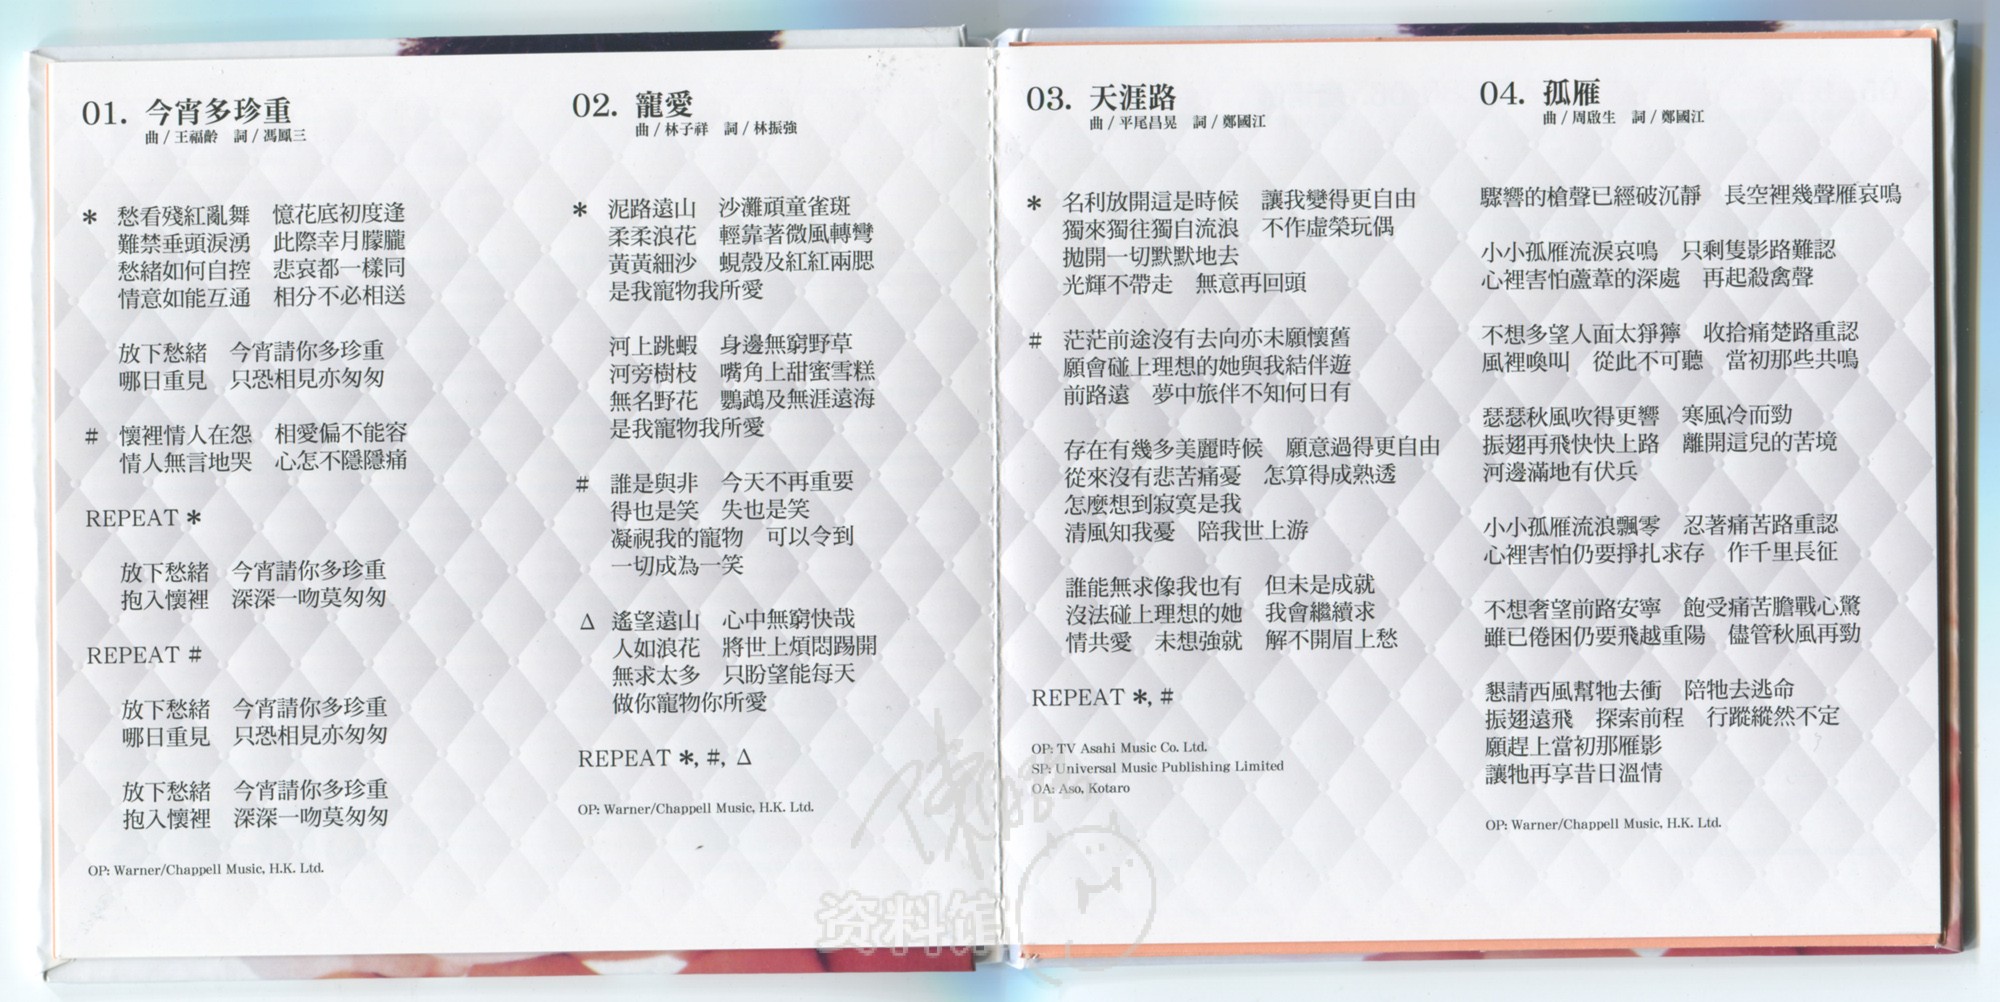 01. 今宵多珍重
曲 / 王福齡　詞 / 馮鳳三
* 愁看殘紅亂舞　憶花底初度逢
難禁垂頭淚湧　此際幸月朦朧
愁緒如何自控　悲哀都一樣同
情意如能互通　相分不必相送
放下愁緒　今宵請你多珍重
哪日重見　只恐相見亦匆匆
# 懷裡情人在怨　相愛偏不能容
情人無言地哭　心怎不隱隱痛
REPEAT *
放下愁緒　今宵請你多珍重
抱入懷裡　深深一吻莫匆匆
REPEAT #
放下愁緒　今宵請你多珍重
哪日重見　只恐相見亦匆匆
放下愁緒　今宵請你多珍重
抱入懷裡　深深一吻莫匆匆
OP: Warner/Chappell Music, H.K. Ltd.
02. 寵愛
曲 / 林子祥　詞 / 林振強
* 泥路遠山　沙灘頑童雀斑
柔柔浪花　輕靠著微風轉彎
黃黃細沙　蜆殼及紅紅兩腮
是我寵物我所愛
河上跳蝦　身邊無窮野草
河旁樹枝　嘴角上甜蜜雪糕
無名野花　鸚鵡及無涯遠海
是我寵物我所愛
# 誰是與非　今天不再重要
得也是笑　失也是笑
凝視我的寵物　可以令到
一切成為一笑
Δ 遙望遠山　心中無窮快哉
人如浪花　將世上煩悶踢開
無求太多　只盼望能每天
做你寵物你所愛
REPEAT *, #, Δ
OP: Warner/Chappell Music, H.K. Ltd.
03. 天涯路
曲 / 平尾昌晃　詞 / 鄭國江
* 名利放開這是時候　讓我變得更自由
獨來獨往獨自流浪　不作虛榮玩偶
拋開一切默默地去
光輝不帶走　無意再回頭
# 茫茫前途沒有去向亦未願懷舊
願會碰上理想的她與我結伴遊
前路遠　夢中旅伴不知何日有
存在有幾多美麗時候　願意過得更自由
從來沒有悲苦痛憂　怎算得成熟透
怎麼想到寂寞是我
清風知我憂　陪我世上游
誰能無求像我也有　但未是成就
沒法碰上理想的她　我會繼續求
情共愛　未想強就　解不開眉上愁
REPEAT *, #
OP: TV Asahi Music Co. Ltd.
SP: Universal Music Publishing Limited
OA: Aso, Kotaro
04. 孤雁
曲 / 周啟生　詞 / 鄭國江
驟響的槍聲已經破沉靜　長空裡幾聲雁哀鳴
小小孤雁流淚哀鳴　只剩隻影路難認
心裡害怕蘆葦的深處　再起殺禽聲
不想多望人面太猙獰　收拾痛楚路重認
風裡喚叫　從此不可聽　當初那些共鳴
瑟瑟秋風吹得更響　寒風冷而勁
振翅再飛快快上路　離開這兒的苦境
河邊滿地有伏兵
小小孤雁流浪飄零　忍著痛苦路重認
心裡害怕仍要掙扎求存　作千里長征
不想奢望前路安寧　飽受痛苦膽戰心驚
雖已倦困仍要飛越重陽　儘管秋風再勁
懇請西風幫牠去衝　陪牠去逃命
振翅遠飛　探索前程　行蹤縱然不定
願趕上當初那雁影
讓牠再享昔日溫情
OP: Warner/Chappell Music, H.K. Ltd.
资料馆